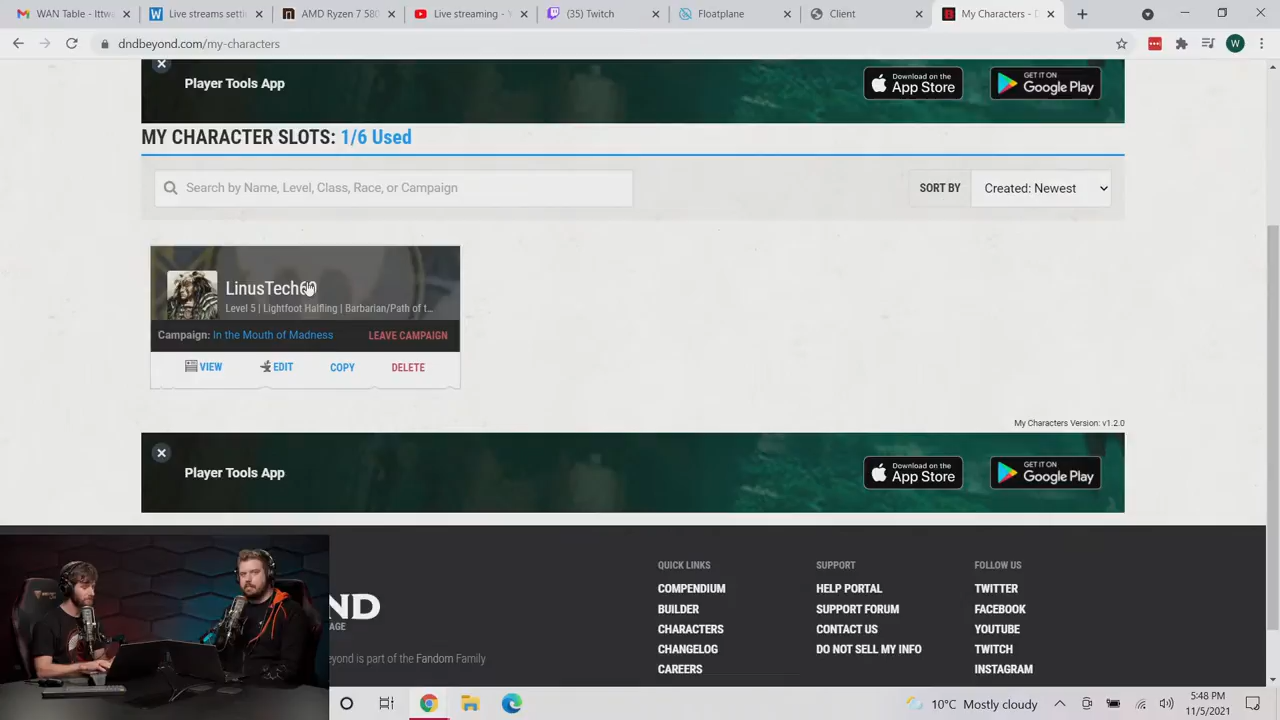 WAN Table - lttwa
Live streams sett
AMD Ryzen 7 580
Live streaming - Y
(35) Twitch
Floatplane
Client
My Characters - D
dndbeyond.com/my-characters
W
Player Tools App
Download on the App Store
GET IT ON Google Play
MY CHARACTER SLOTS: 1/6 Used
Search by Name, Level, Class, Race, or Campaign
SORT BY
Created: Newest
Level 5 | Lightfoot Halfling | Barbarian/Path of t...
Campaign: In the Mouth of Madness
LEAVE CAMPAIGN
VIEW
EDIT
COPY
DELETE
My Characters Version: v1.2.0
Player Tools App
Download on the App Store
GET IT ON Google Play
QUICK LINKS
COMPENDIUM
BUILDER
CHARACTERS
CHANGELOG
CAREERS
SUPPORT
HELP PORTAL
SUPPORT FORUM
CONTACT US
DO NOT SELL MY INFO
FOLLOW US
TWITTER
FACEBOOK
YOUTUBE
TWITCH
INSTAGRAM
ND
AGE
eyond is part of the Fandom Family
10°C Mostly cloudy
5:48 PM
11/5/2021